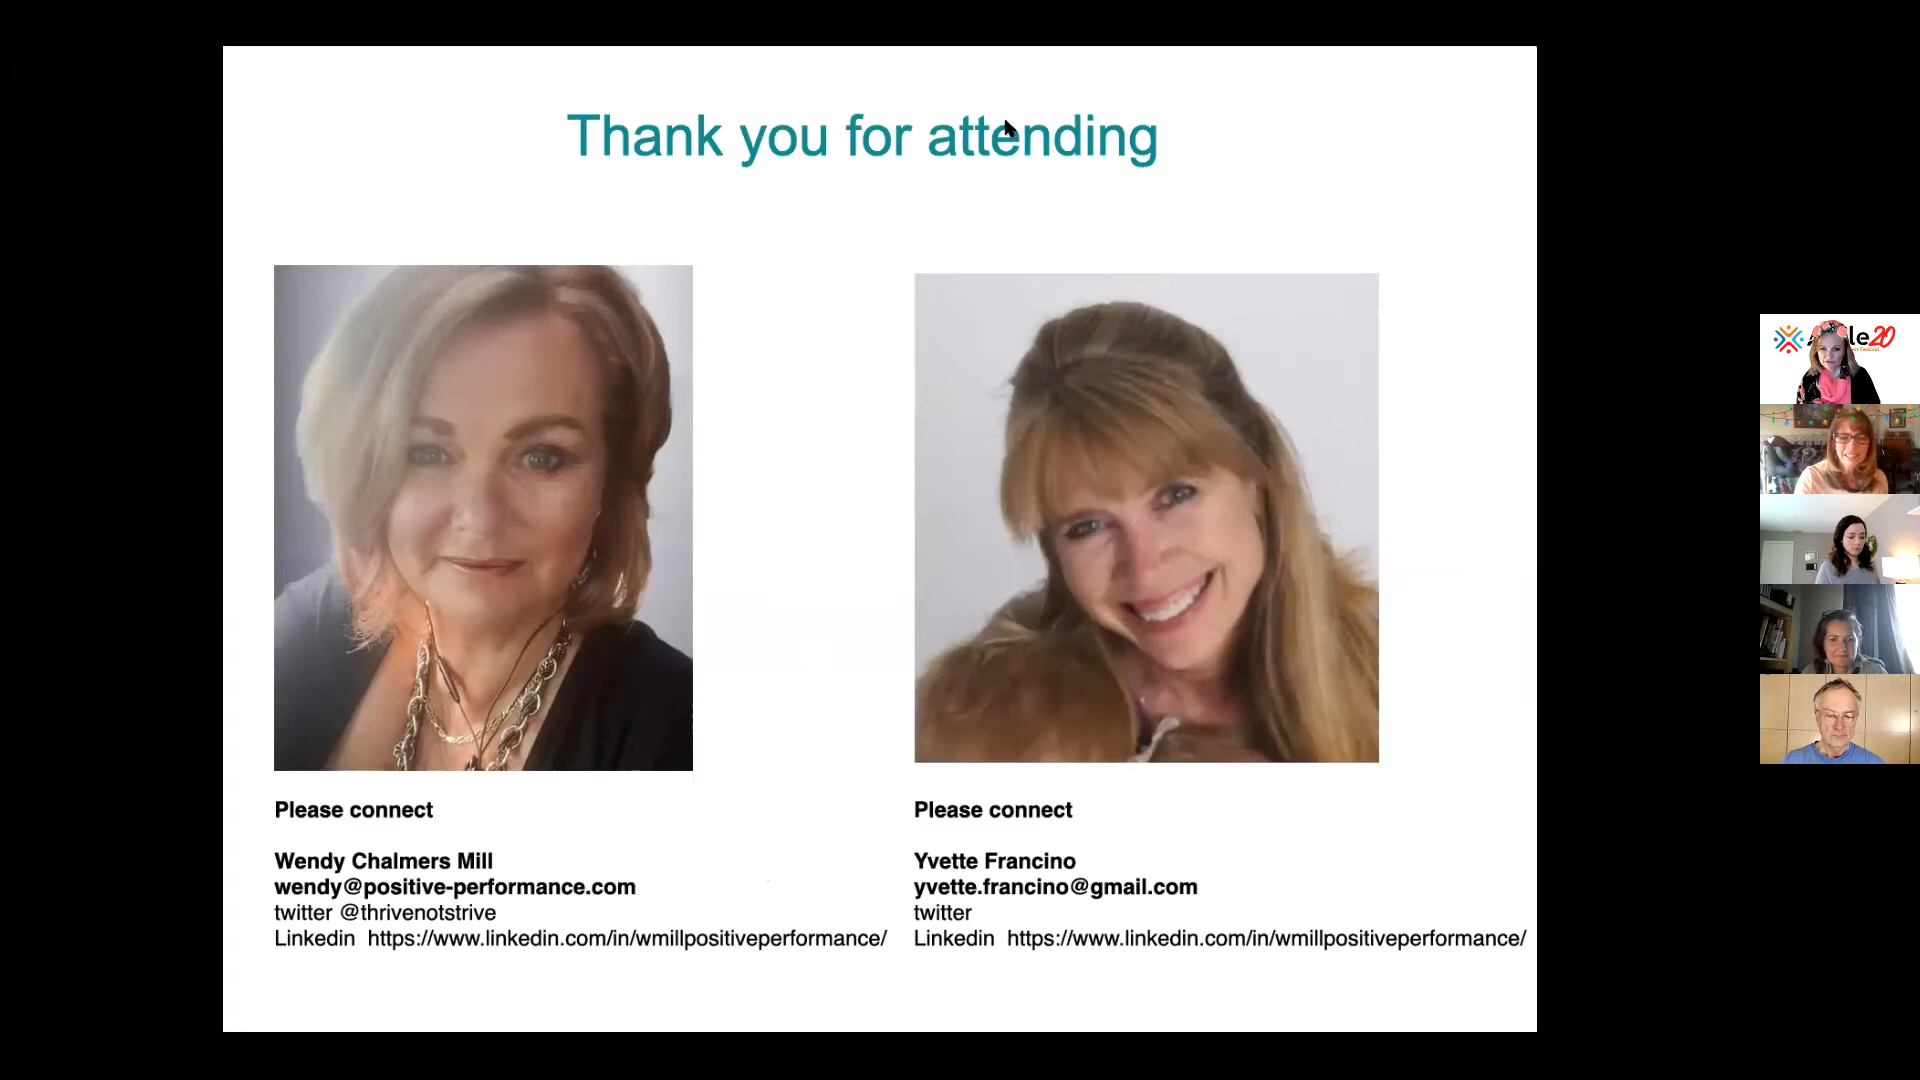 Thank you for attending
Please connect
Wendy Chalmers Mill
wendy@positive-performance.com
twitter @thrivenotstrive
Linkedin https://www.linkedin.com/in/wmillpositiveperformance/
Please connect
Yvette Francino
yvette.francino@gmail.com
twitter
Linkedin https://www.linkedin.com/in/wmillpositiveperformance/
20
Festival